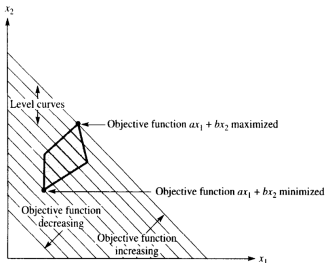 x₂
Level curves
Objective function ax₁ + bx₂ maximized
Objective function ax₁ + bx₂ minimized
Objective function
decreasing
Objective function
increasing
x₁